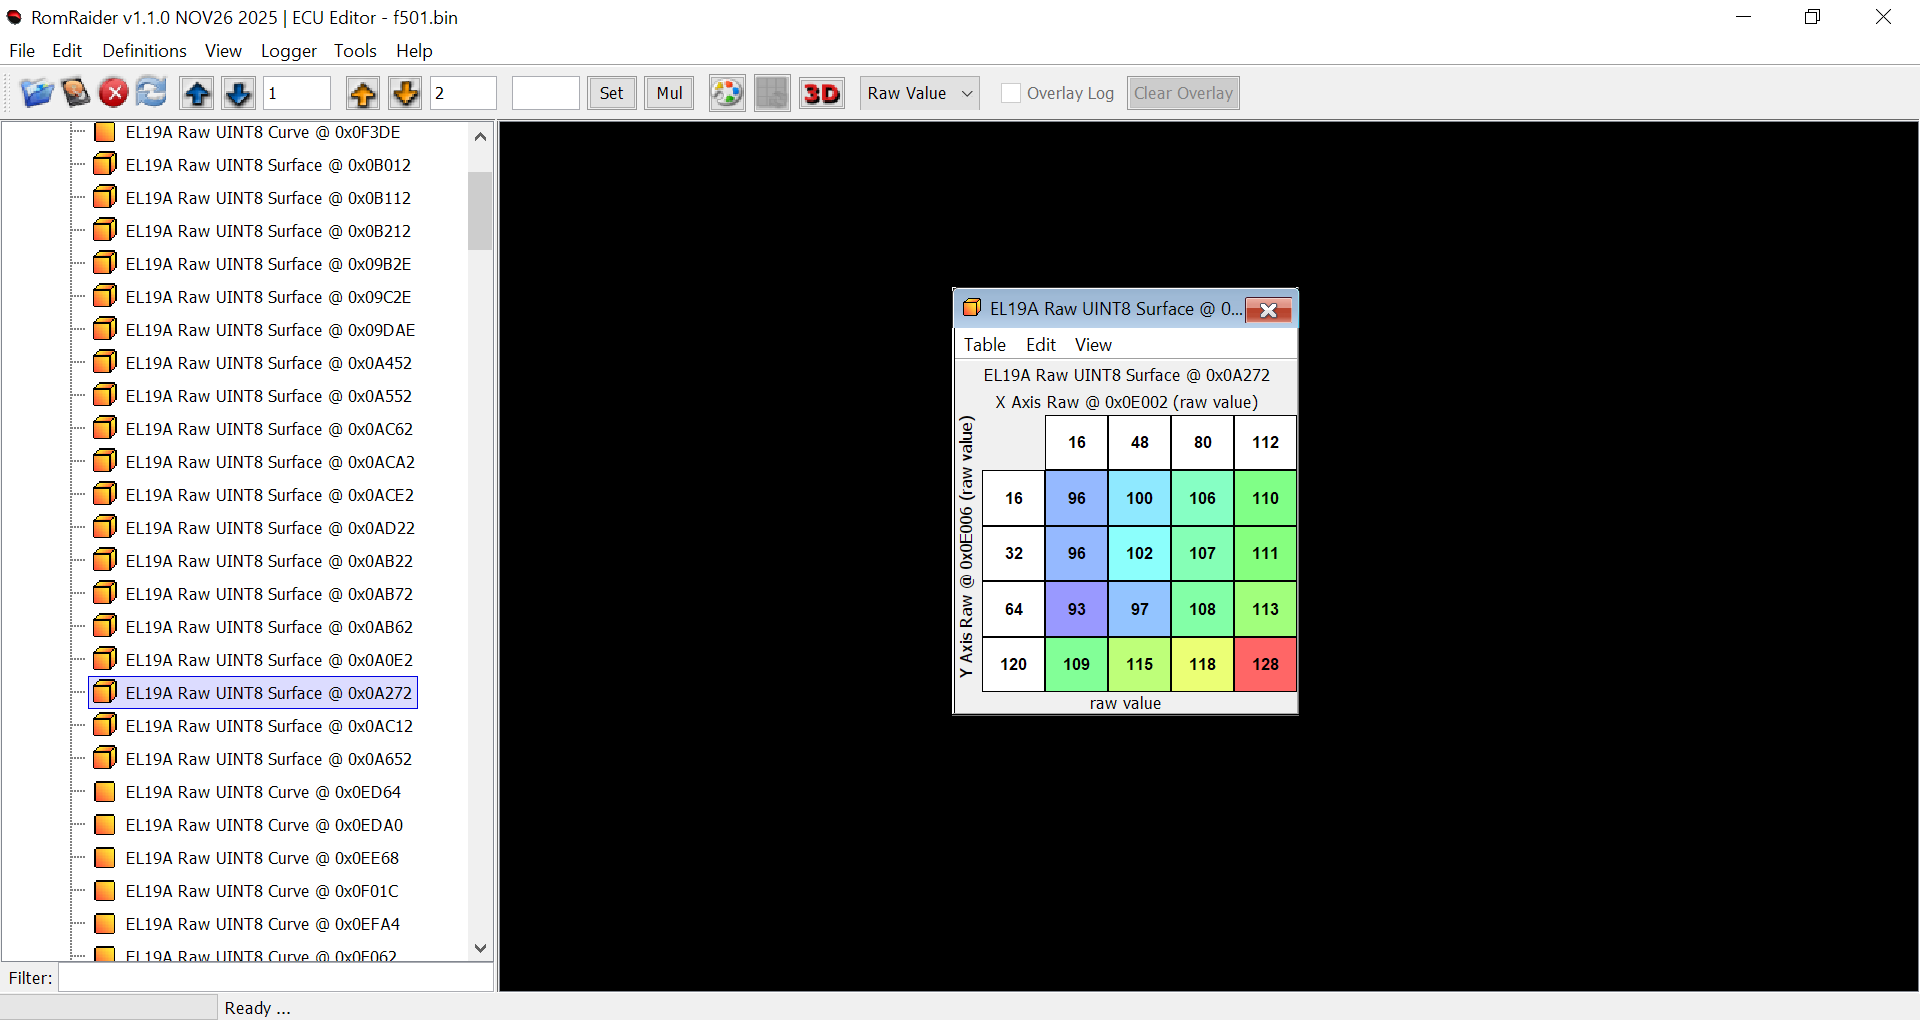 RomRaider v1.1.0 NOV26 2025 | ECU Editor - f501.bin
File Edit Definitions View Logger Tools Help
1 2 Set Mul 3D Raw Value Overlay Log Clear Overlay
EL19A Raw UINT8 Curve @ 0x0F3DE
EL19A Raw UINT8 Surface @ 0x0B012
EL19A Raw UINT8 Surface @ 0x0B112
EL19A Raw UINT8 Surface @ 0x0B212
EL19A Raw UINT8 Surface @ 0x09B2E
EL19A Raw UINT8 Surface @ 0x09C2E
EL19A Raw UINT8 Surface @ 0x09DAE
EL19A Raw UINT8 Surface @ 0x0A452
EL19A Raw UINT8 Surface @ 0x0A552
EL19A Raw UINT8 Surface @ 0x0AC62
EL19A Raw UINT8 Surface @ 0x0ACA2
EL19A Raw UINT8 Surface @ 0x0ACE2
EL19A Raw UINT8 Surface @ 0x0AD22
EL19A Raw UINT8 Surface @ 0x0AB22
EL19A Raw UINT8 Surface @ 0x0AB72
EL19A Raw UINT8 Surface @ 0x0AB62
EL19A Raw UINT8 Surface @ 0x0A0E2
EL19A Raw UINT8 Surface @ 0x0A272
EL19A Raw UINT8 Surface @ 0x0AC12
EL19A Raw UINT8 Surface @ 0x0A652
EL19A Raw UINT8 Curve @ 0x0ED64
EL19A Raw UINT8 Curve @ 0x0EDA0
EL19A Raw UINT8 Curve @ 0x0EE68
EL19A Raw UINT8 Curve @ 0x0F01C
EL19A Raw UINT8 Curve @ 0x0EFA4
EL19A Raw UINT8 Curve @
Filter:
Ready ...
EL19A Raw UINT8 Surface @ 0...
Table Edit View
EL19A Raw UINT8 Surface @ 0x0A272
X Axis Raw @ 0x0E002 (raw value)
Y Axis Raw @ 0x0E006 (raw value)
16 48 80 112
16 96 100 106 110
32 96 102 107 111
64 93 97 108 113
120 109 115 118 128
raw value